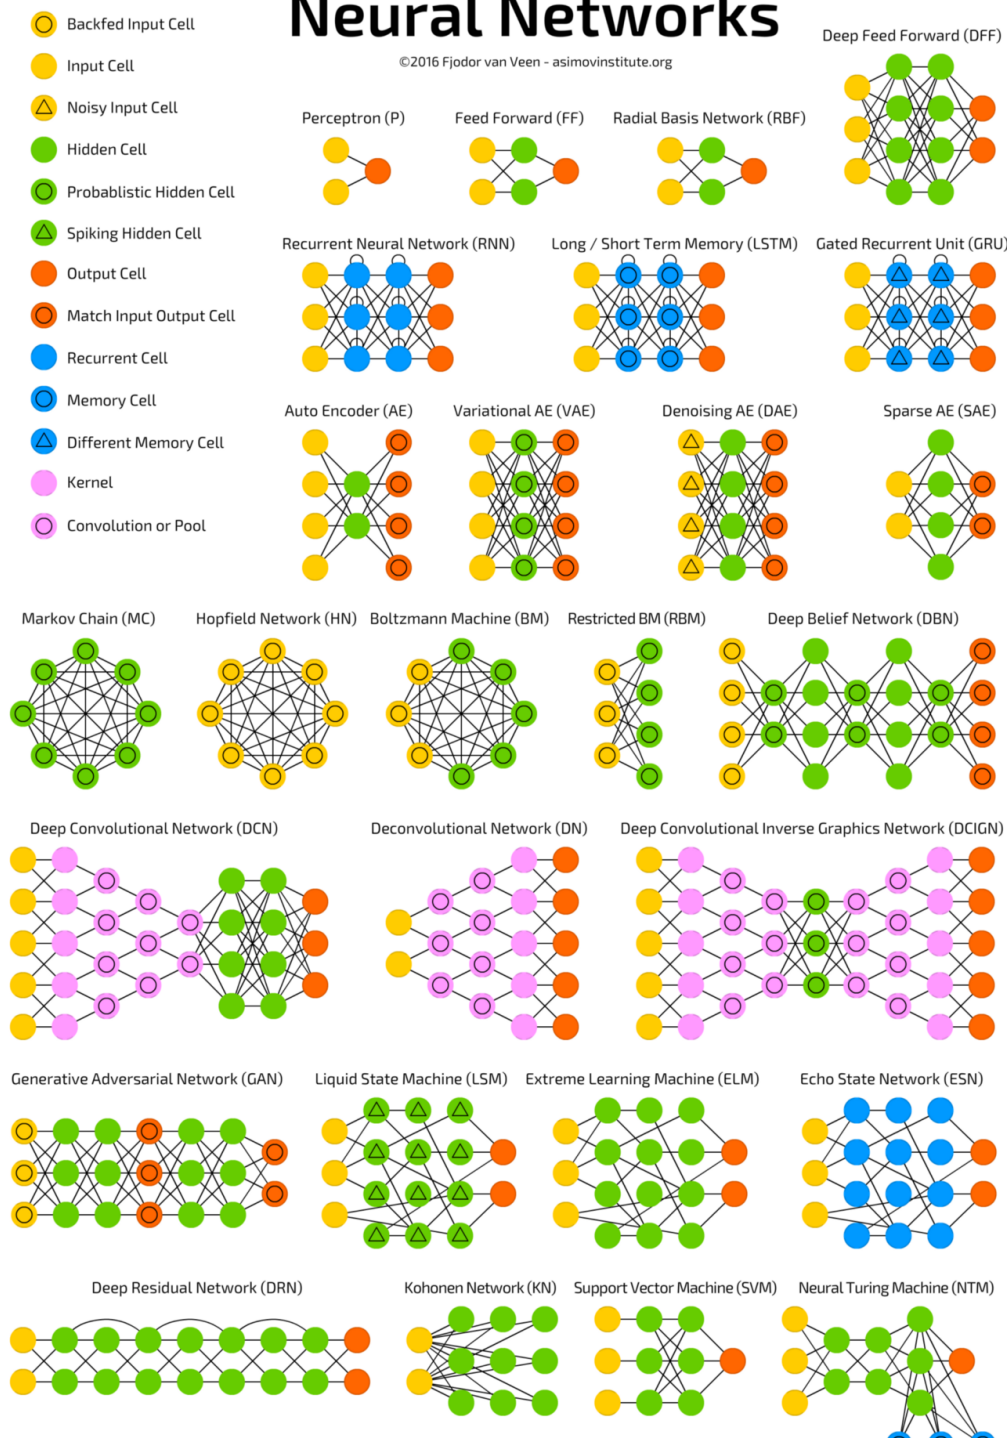 Neural Networks
©2016 Fjodor van Veen - asimovinstitute.org
Backfed Input Cell
Input Cell
Noisy Input Cell
Hidden Cell
Probablistic Hidden Cell
Spiking Hidden Cell
Output Cell
Match Input Output Cell
Recurrent Cell
Memory Cell
Different Memory Cell
Kernel
Convolution or Pool
Deep Feed Forward (DFF)
Perceptron (P)
Feed Forward (FF)
Radial Basis Network (RBF)
Recurrent Neural Network (RNN)
Long / Short Term Memory (LSTM)
Gated Recurrent Unit (GRU)
Auto Encoder (AE)
Variational AE (VAE)
Denoising AE (DAE)
Sparse AE (SAE)
Markov Chain (MC)
Hopfield Network (HN)
Boltzmann Machine (BM)
Restricted BM (RBM)
Deep Belief Network (DBN)
Deep Convolutional Network (DCN)
Deconvolutional Network (DN)
Deep Convolutional Inverse Graphics Network (DCIGN)
Generative Adversarial Network (GAN)
Liquid State Machine (LSM)
Extreme Learning Machine (ELM)
Echo State Network (ESN)
Deep Residual Network (DRN)
Kohonen Network (KN)
Support Vector Machine (SVM)
Neural Turing Machine (NTM)